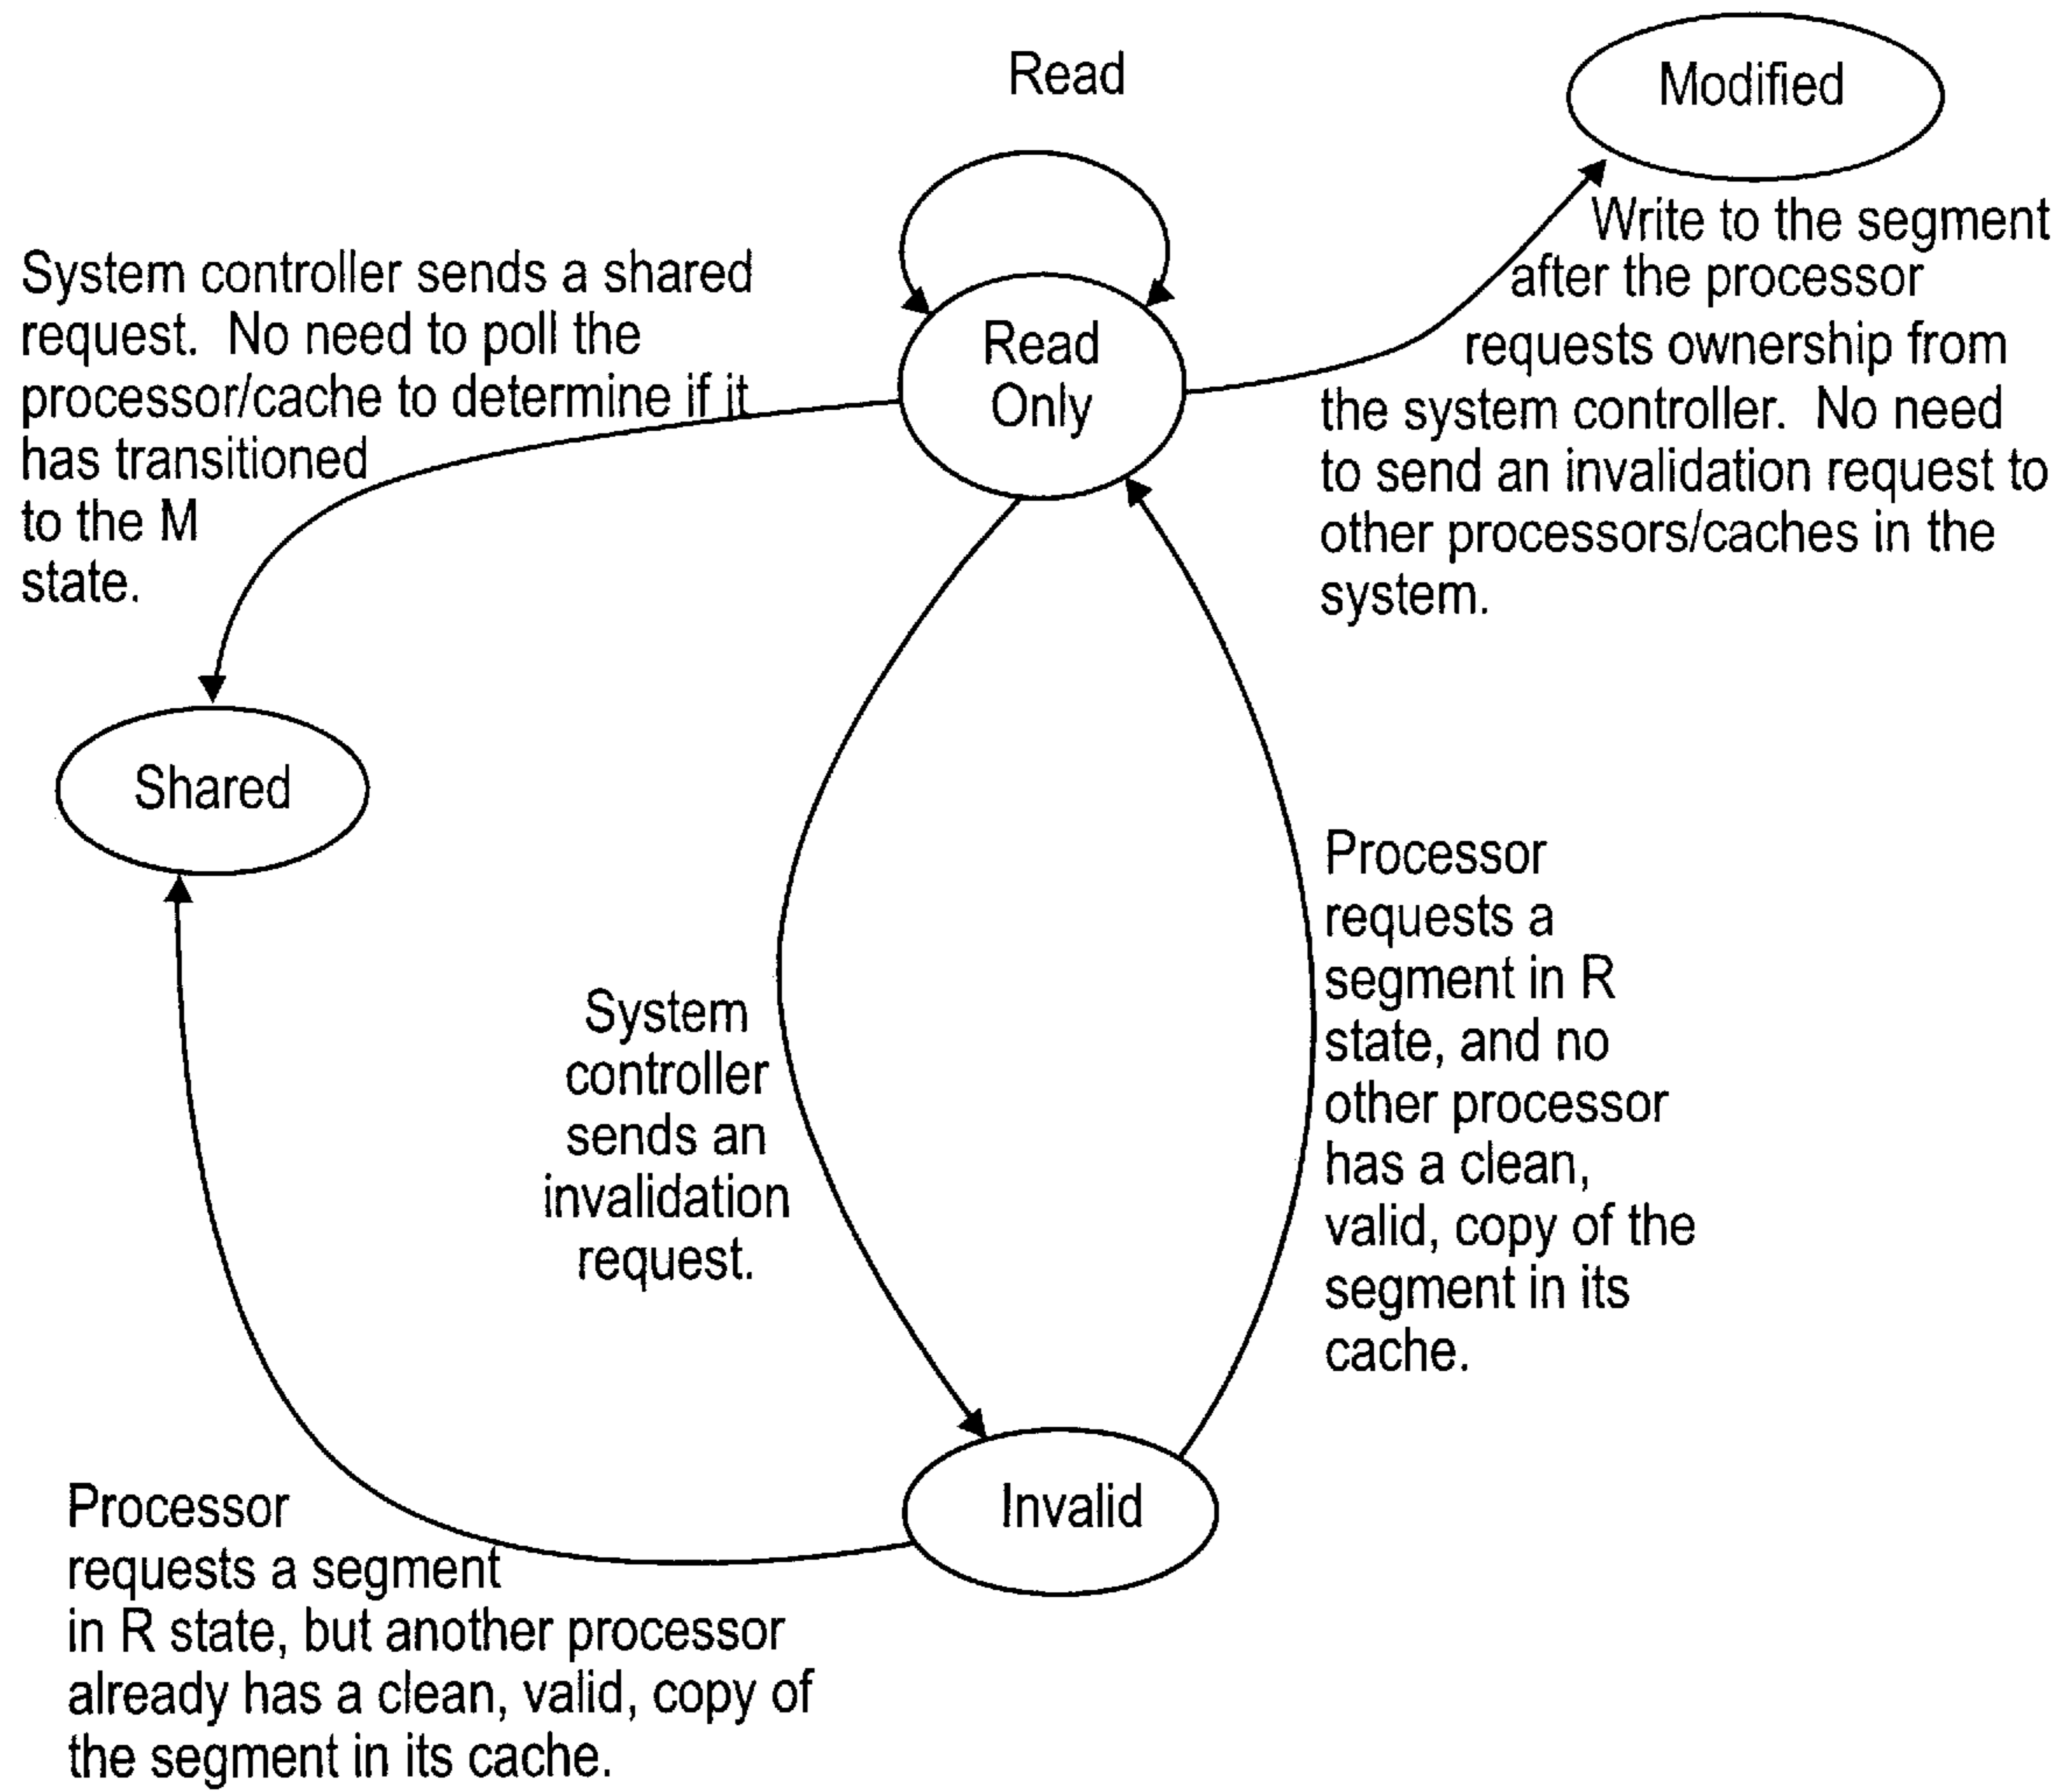 Read
Modified
Read
Only
System controller sends a shared
request.  No need to poll the
processor/cache to determine if it
has transitioned
to the M
state.
Write to the segment
after the processor
requests ownership from
the system controller.  No need
to send an invalidation request to
other processors/caches in the
system.
Shared
System
controller
sends an
invalidation
request.
Processor
requests a
segment in R
state, and no
other processor
has a clean,
valid, copy of the
segment in its
cache.
Invalid
Processor
requests a segment
in R state, but another processor
already has a clean, valid, copy of
the segment in its cache.